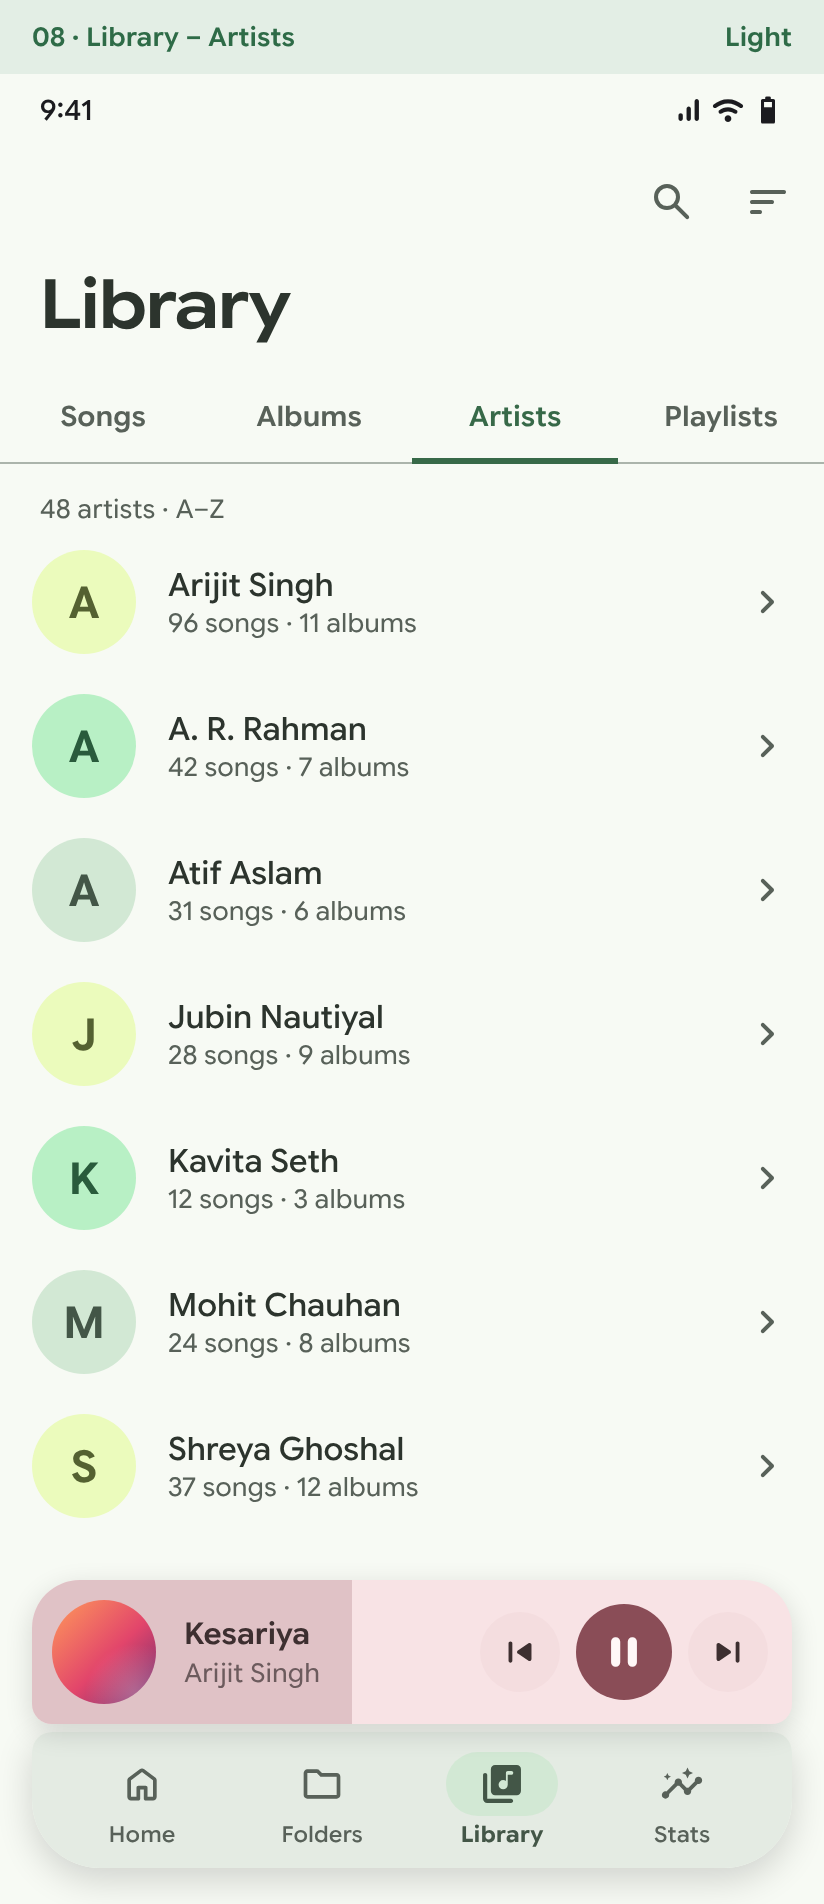 08 · Library – Artists
Light
9:41
Library
Songs Albums Artists Playlists
48 artists · A–Z
A
Arijit Singh
96 songs · 11 albums
A
A. R. Rahman
42 songs · 7 albums
A
Atif Aslam
31 songs · 6 albums
J
Jubin Nautiyal
28 songs · 9 albums
K
Kavita Seth
12 songs · 3 albums
M
Mohit Chauhan
24 songs · 8 albums
S
Shreya Ghoshal
37 songs · 12 albums
Kesariya
Arijit Singh
Home Folders Library Stats